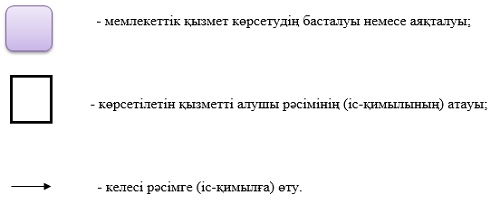 - мемлекеттік қызмет көрсетудің басталуы немесе аяқталуы;
- көрсетілетін қызметті алушы рәсімінің (іс-қимылының) атауы;
- келесі рәсімге (іс-қимылға) өту.